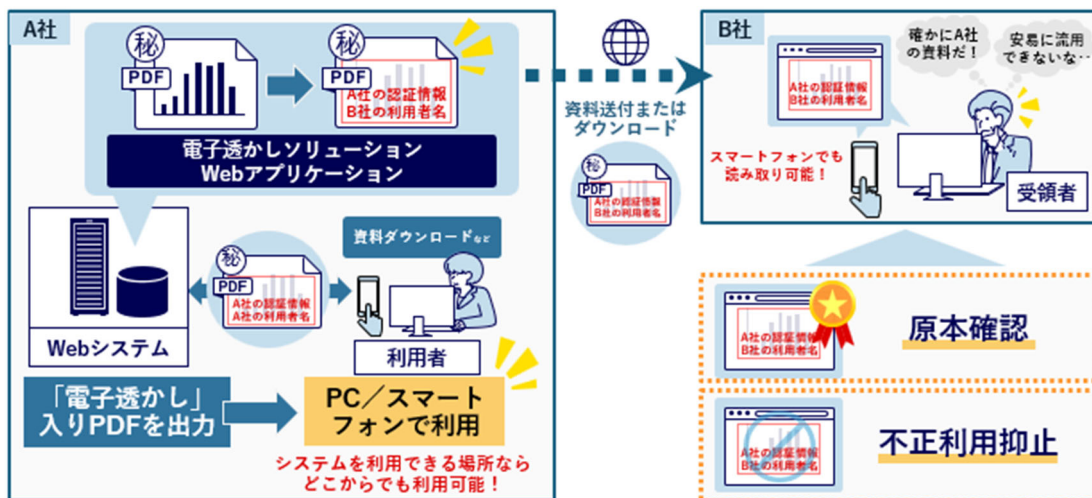 A社
秘
PDF
秘
PDF
A社の認証情報
B社の利用者名
電子透かしソリューション
Webアプリケーション
資料送付または
ダウンロード
秘
PDF
A社の認証情報
B社の利用者名
B社
A社の認証情報
B社の利用者名
確かにA社
の資料だ！
安易に流用
できないな‥
スマートフォンでも
読み取り可能！
受領者
Webシステム
秘
PDF
A社の認証情報
A社の利用者名
資料ダウンロードなど
利用者
「電子透かし」
入りPDFを出力
PC／スマート
フォンで利用
システムを利用できる場所なら
どこからでも利用可能！
A社の認証情報
B社の利用者名
原本確認
A社の認証情報
B社の利用者名
不正利用抑止